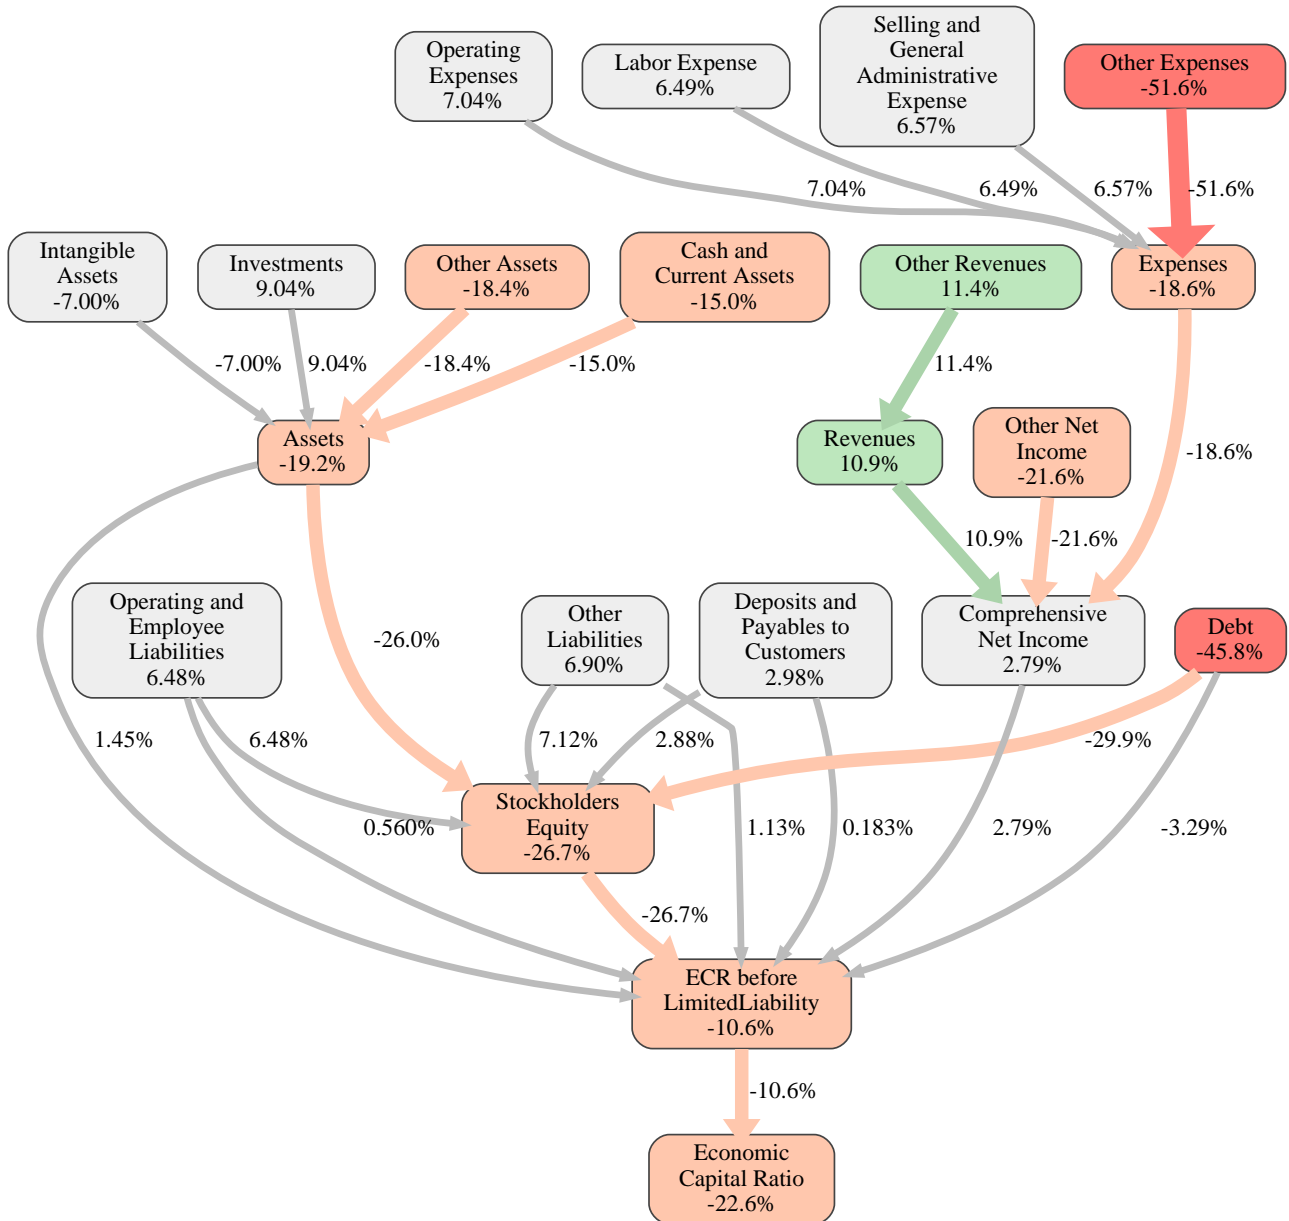 Operating
Expenses
7.04%
Labor Expense
6.49%
Selling and
General
Administrative
Expense
6.57%
Other Expenses
-51.6%
7.04%
6.49%
6.57%
-51.6%
Intangible
Assets
-7.00%
Investments
9.04%
Other Assets
-18.4%
Cash and
Current Assets
-15.0%
Other Revenues
11.4%
Expenses
-18.6%
-7.00%
9.04%
-18.4%
-15.0%
11.4%
Assets
-19.2%
Revenues
10.9%
Other Net
Income
-21.6%
-18.6%
10.9%
-21.6%
Operating and
Employee
Liabilities
6.48%
-26.0%
Other
Liabilities
6.90%
Deposits and
Payables to
Customers
2.98%
Comprehensive
Net Income
2.79%
Debt
-45.8%
1.45%
6.48%
7.12%
2.88%
-29.9%
0.560%
Stockholders
Equity
-26.7%
1.13%
0.183%
2.79%
-3.29%
-26.7%
ECR before
LimitedLiability
-10.6%
-10.6%
Economic
Capital Ratio
-22.6%